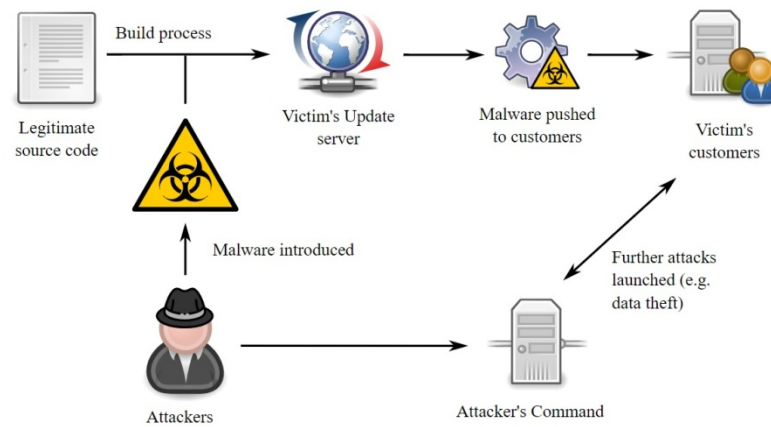 Build process
Legitimate
source code
Victim's Update
server
Malware pushed
to customers
Victim's
customers
Malware introduced
Further attacks
launched (e.g.
data theft)
Attackers
Attacker's Command